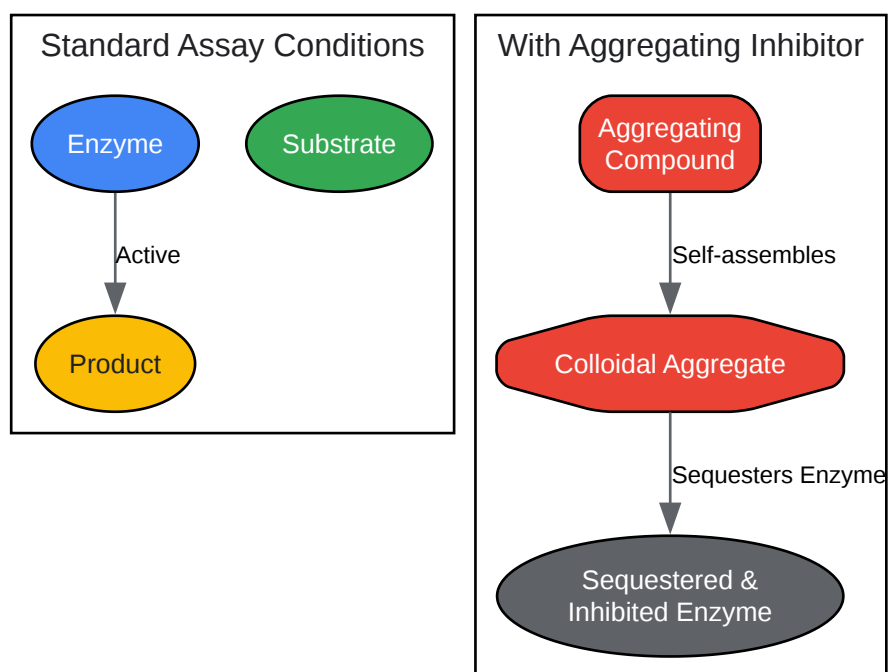 Standard Assay Conditions
Enzyme
Substrate
Active
Product
With Aggregating Inhibitor
Aggregating
Compound
Self-assembles
Colloidal Aggregate
Sequesters Enzyme
Sequestered &
Inhibited Enzyme